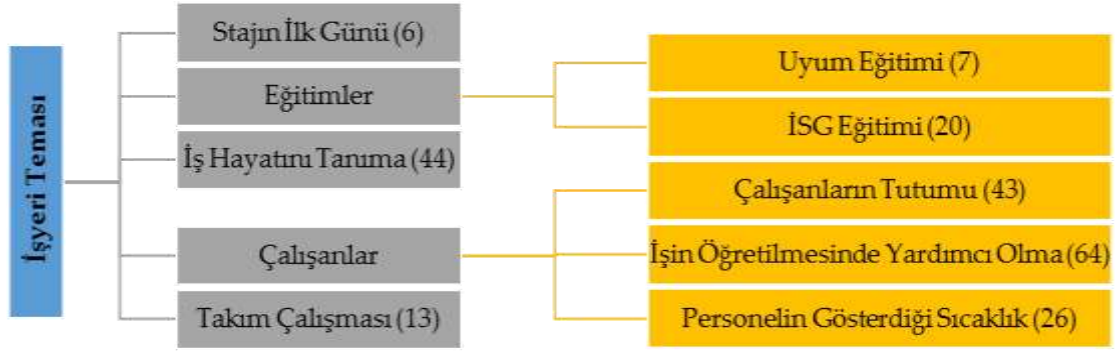 İşyeri Teması
Stajın İlk Günü (6)
Eğitimler
Uyum Eğitimi (7)
İSG Eğitimi (20)
İş Hayatını Tanıma (44)
Çalışanlar
Çalışanların Tutumu (43)
İşin Öğretilmesinde Yardımcı Olma (64)
Personelin Gösterdiği Sıcaklık (26)
Takım Çalışması (13)